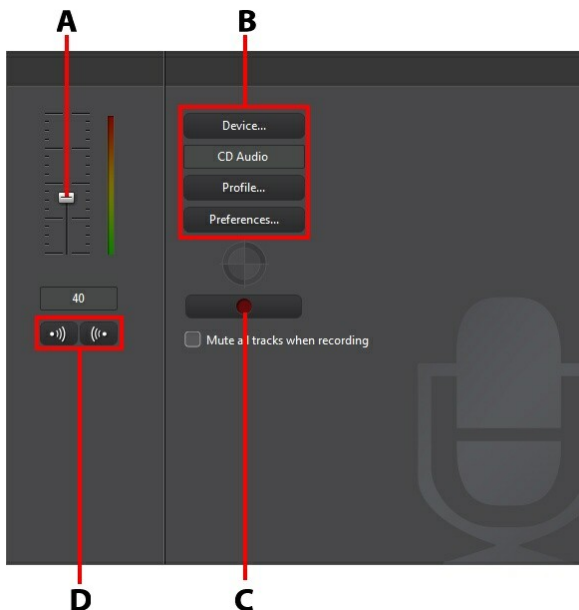 A
B
Device...
CD Audio
Profile...
Preferences...
40
Mute all tracks when recording
D
C